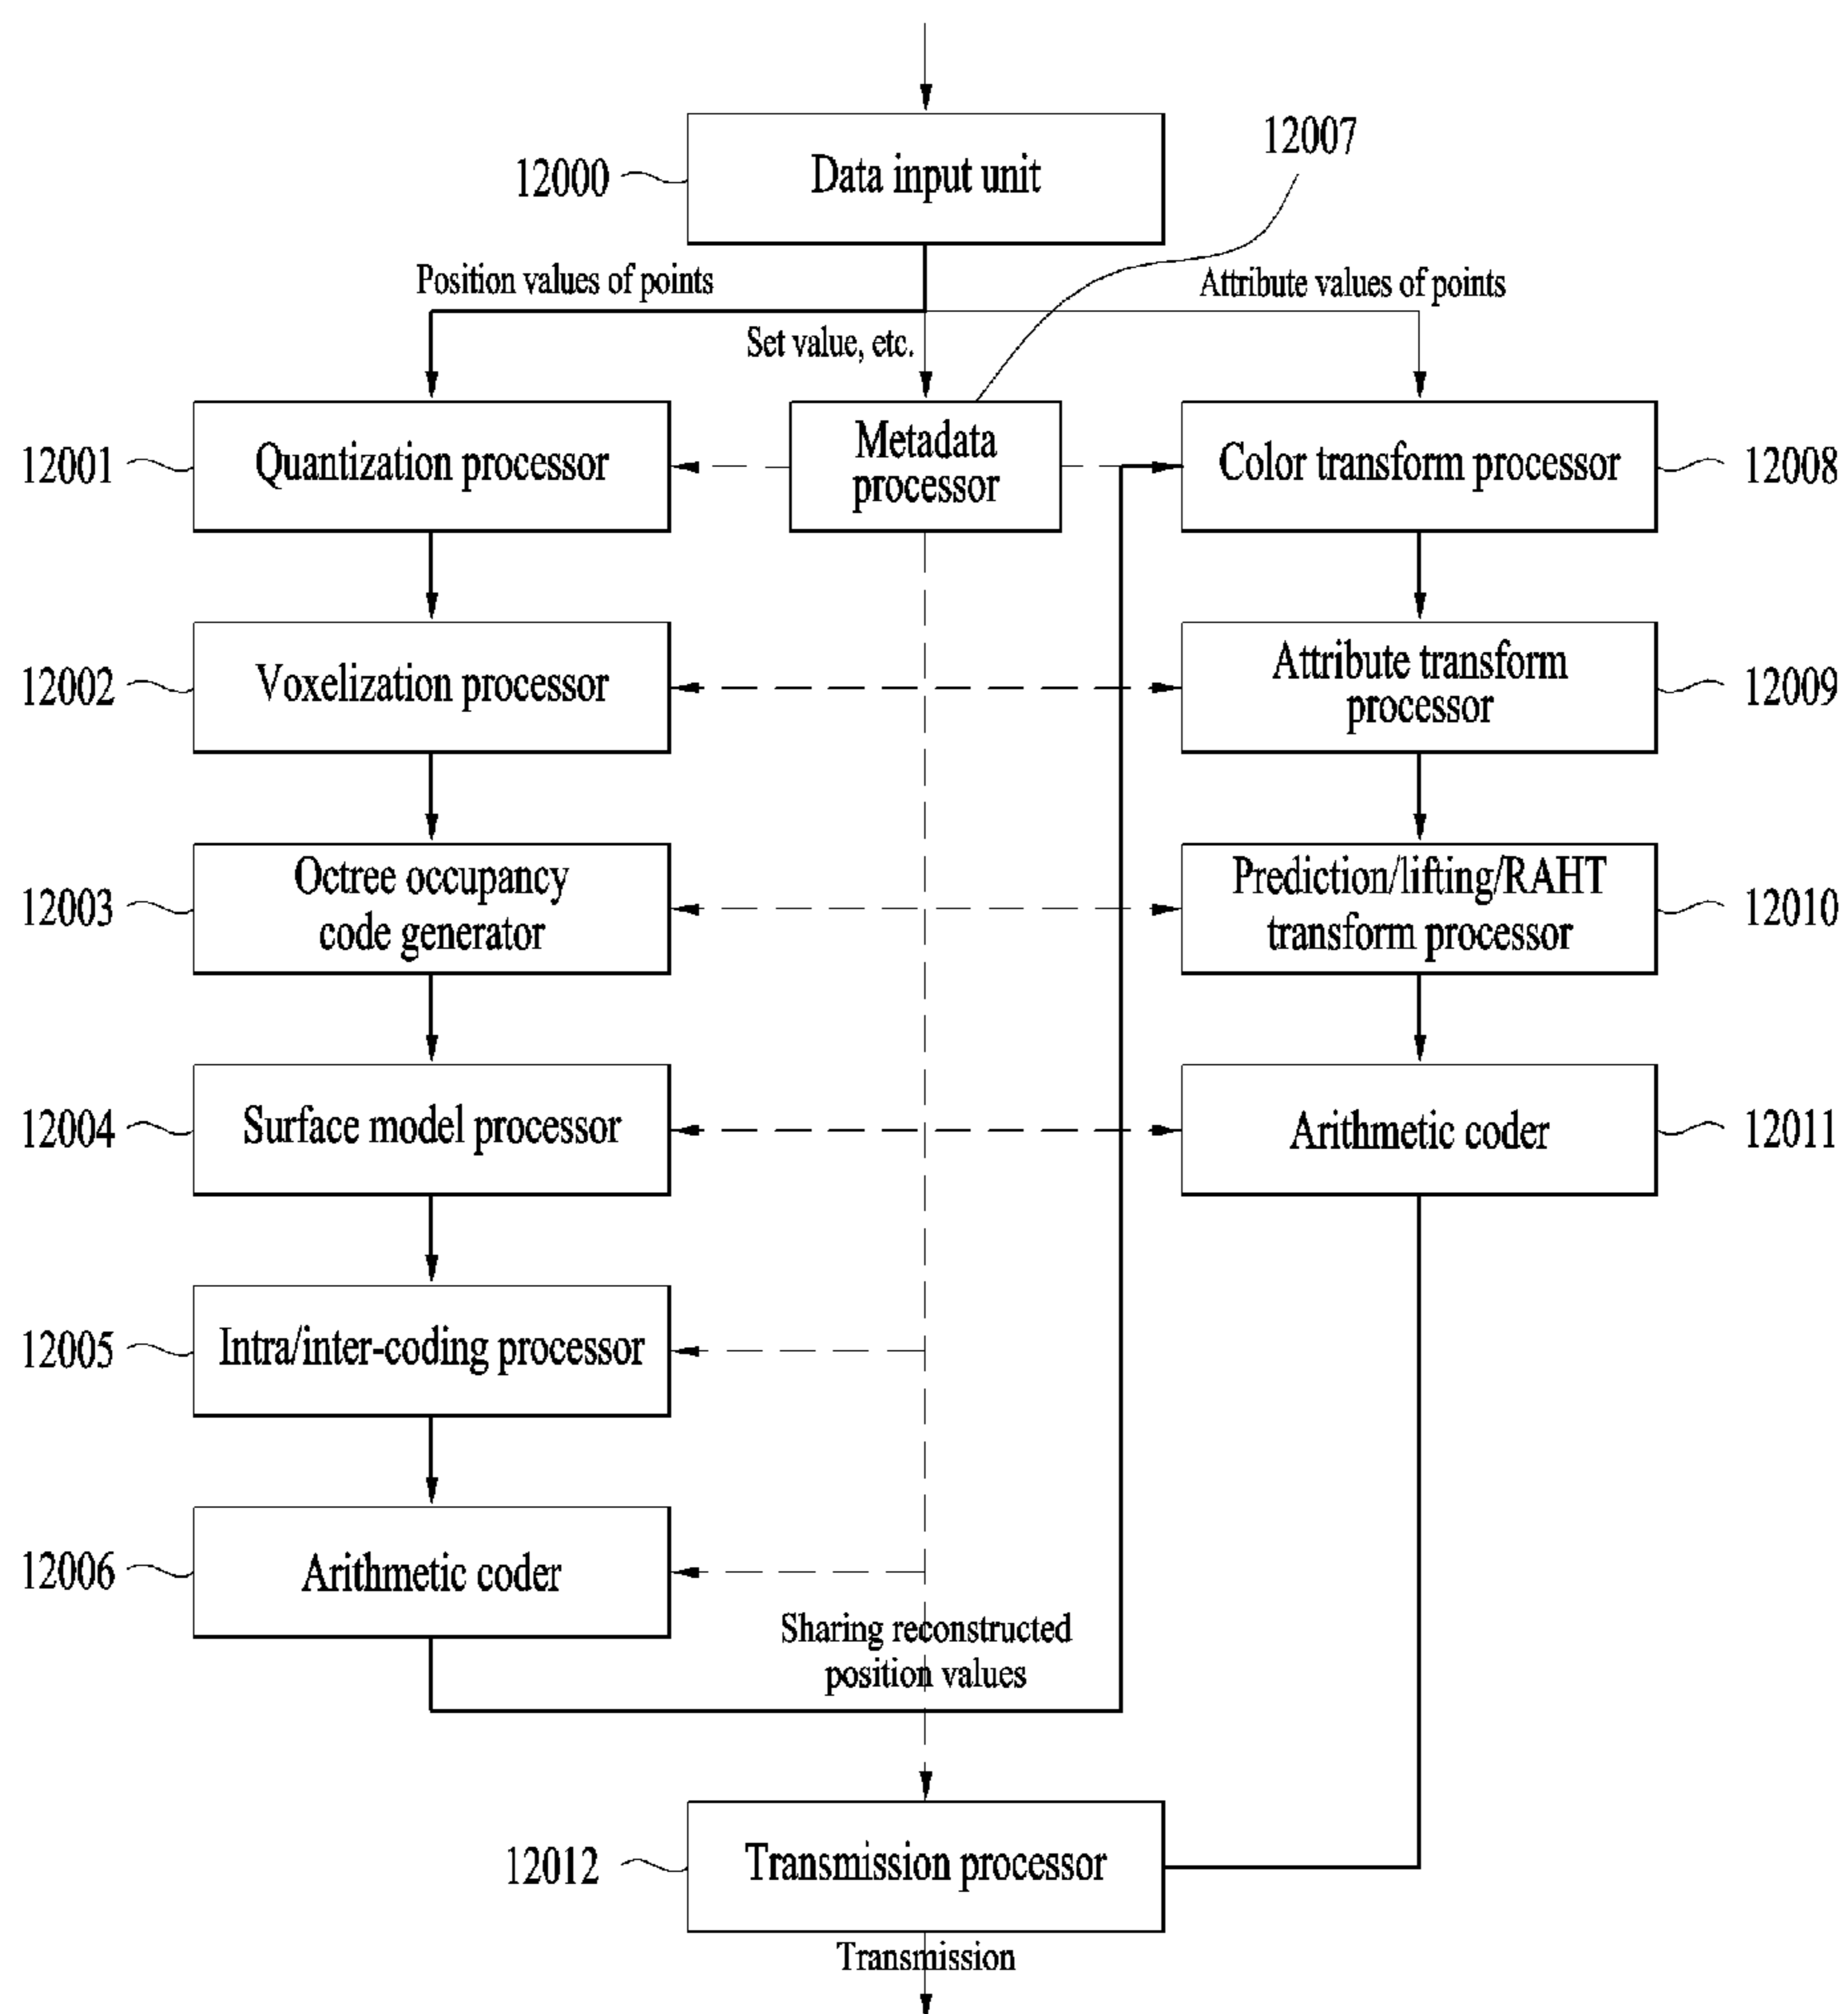 12007
12000
Data input unit
Position values of points
Attribute values of points
Set value, etc.
12001
Quantization processor
Metadata
processor
Color transform processor
12008
12002
Voxelization processor
Attribute transform
processor
12009
12003
Octree occupancy
code generator
Prediction/lifting/RAHT
transform processor
12010
12004
Surface model processor
Arithmetic coder
12011
12005
Intra/inter-coding processor
12006
Arithmetic coder
Sharing reconstructed
position values
12012
Transmission processor
Transmission